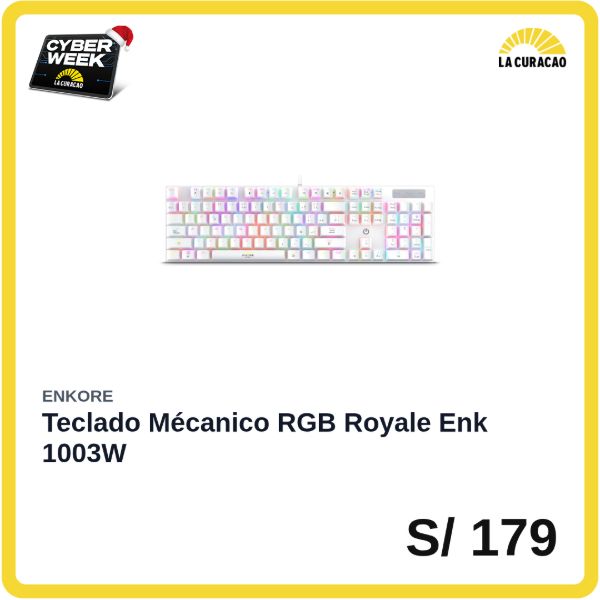 CYBER
WEEK
LA CURACAO
LA CURACAO
ENKORE
Teclado Mécanico RGB Royale Enk
1003W
S/ 179